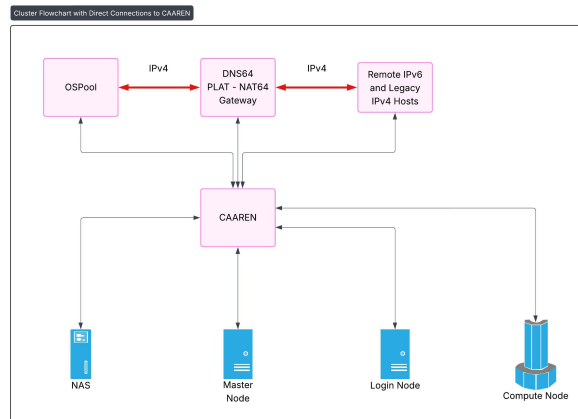 Cluster Flowchart with Direct Connections to CAAREN
OSPool
IPv4
DNS64
PLAT - NAT64
Gateway
IPv4
Remote IPv6
and Legacy
IPv4 Hosts
CAAREN
NAS
Master
Node
Login Node
Compute Node